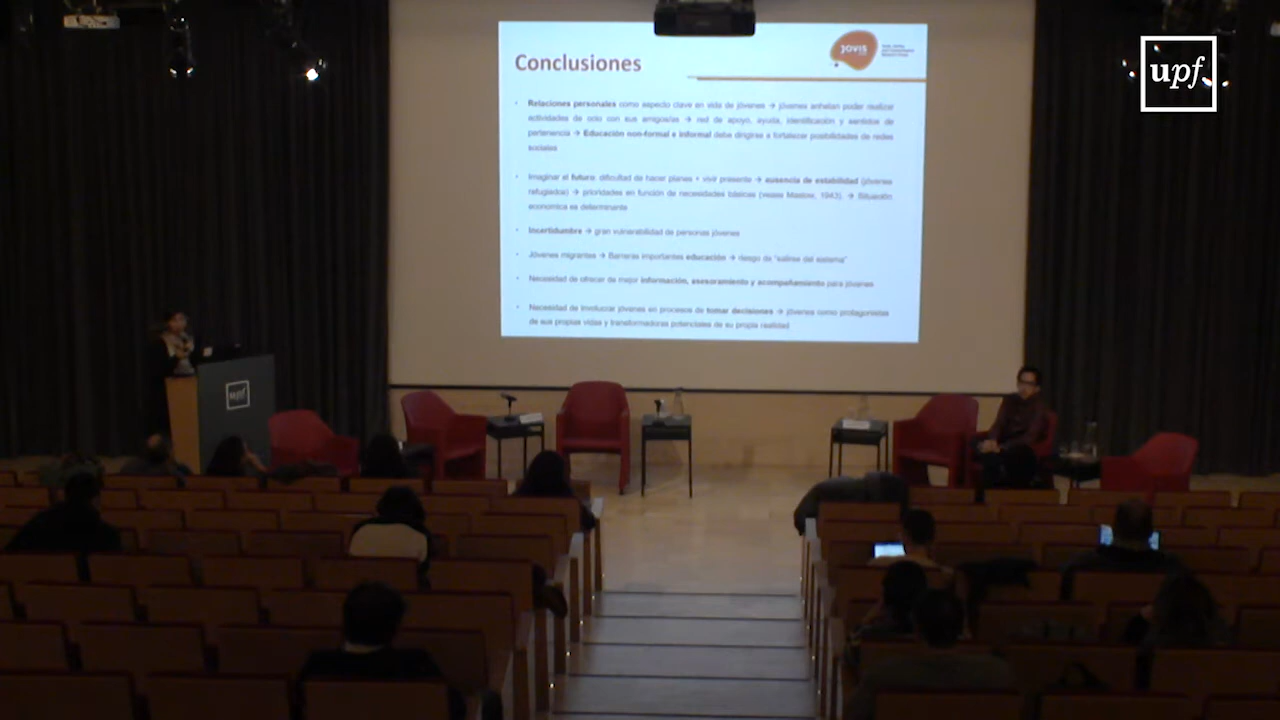 Conclusiones
JOVIS
upf.
• Relaciones personales como aspecto clave en vida de jóvenes → jóvenes anhelan poder realizar
actividades de ocio con sus amigos/as → red de apoyo, ayuda, identificación y sentidos de
pertenencia → Educación non-formal e informal debe dirigirse a fortalecer posibilidades de redes
sociales
• Imaginar el futuro: dificultad de hacer planes + vivir presente → ausencia de estabilidad (jóvenes
refugiados) → prioridades en función de necesidades básicas (véase Maslow, 1943). → Situación
económica es determinante
• Incertidumbre → gran vulnerabilidad de personas jóvenes
• Jóvenes migrantes → Barreras importantes educación → riesgo de "salirse del sistema"
• Necesidad de ofrecer de mejor información, asesoramiento y acompañamiento para jóvenes
• Necesidad de involucrar jóvenes en procesos de tomar decisiones → jóvenes como protagonistas
de sus propias vidas y transformadoras potenciales de su propia realidad
upf.